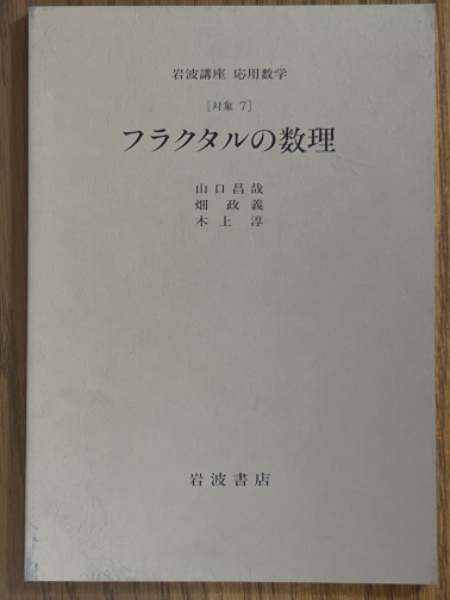 岩波講座 応用数学
[対象 7]
フラクタルの数理
山口昌哉
畑 政義
木上 淳
岩波書店